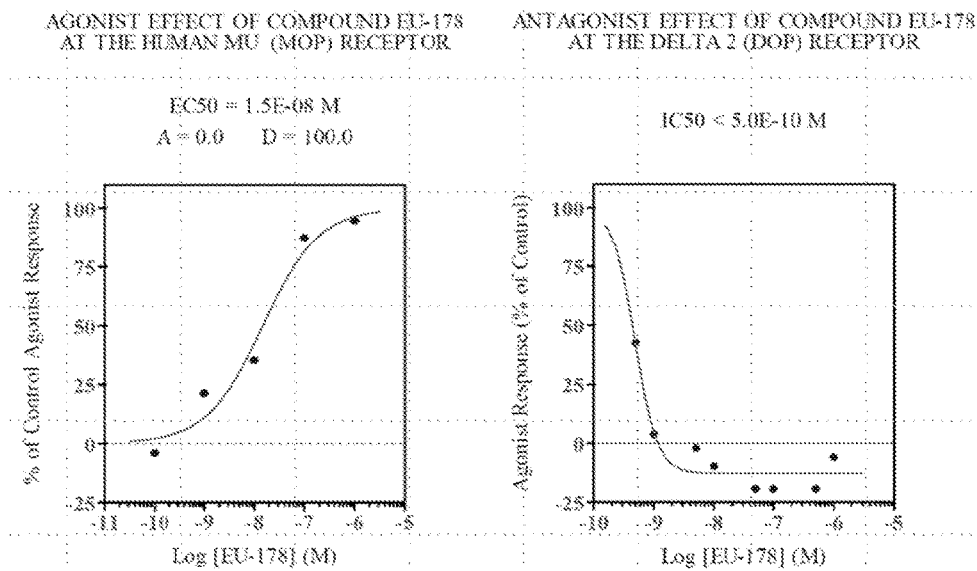 AGONIST EFFECT OF COMPOUND EU-178
AT THE HUMAN MU (MOP) RECEPTOR
EC50 = 1.5E-08 M
A = 0.0 D = 100.0
% of Control Agonist Response
100
75
50
25
0
-25
-11
-10
-9
-8
-7
-6
-5
Log [EU-178] (M)
ANTAGONIST EFFECT OF COMPOUND EU-178
AT THE DELTA 2 (DOP) RECEPTOR
IC50 < 5.0E-10 M
Agonist Response (% of Control)
100
75
50
25
0
-25
-10
-9
-8
-7
-6
-5
Log [EU-178] (M)